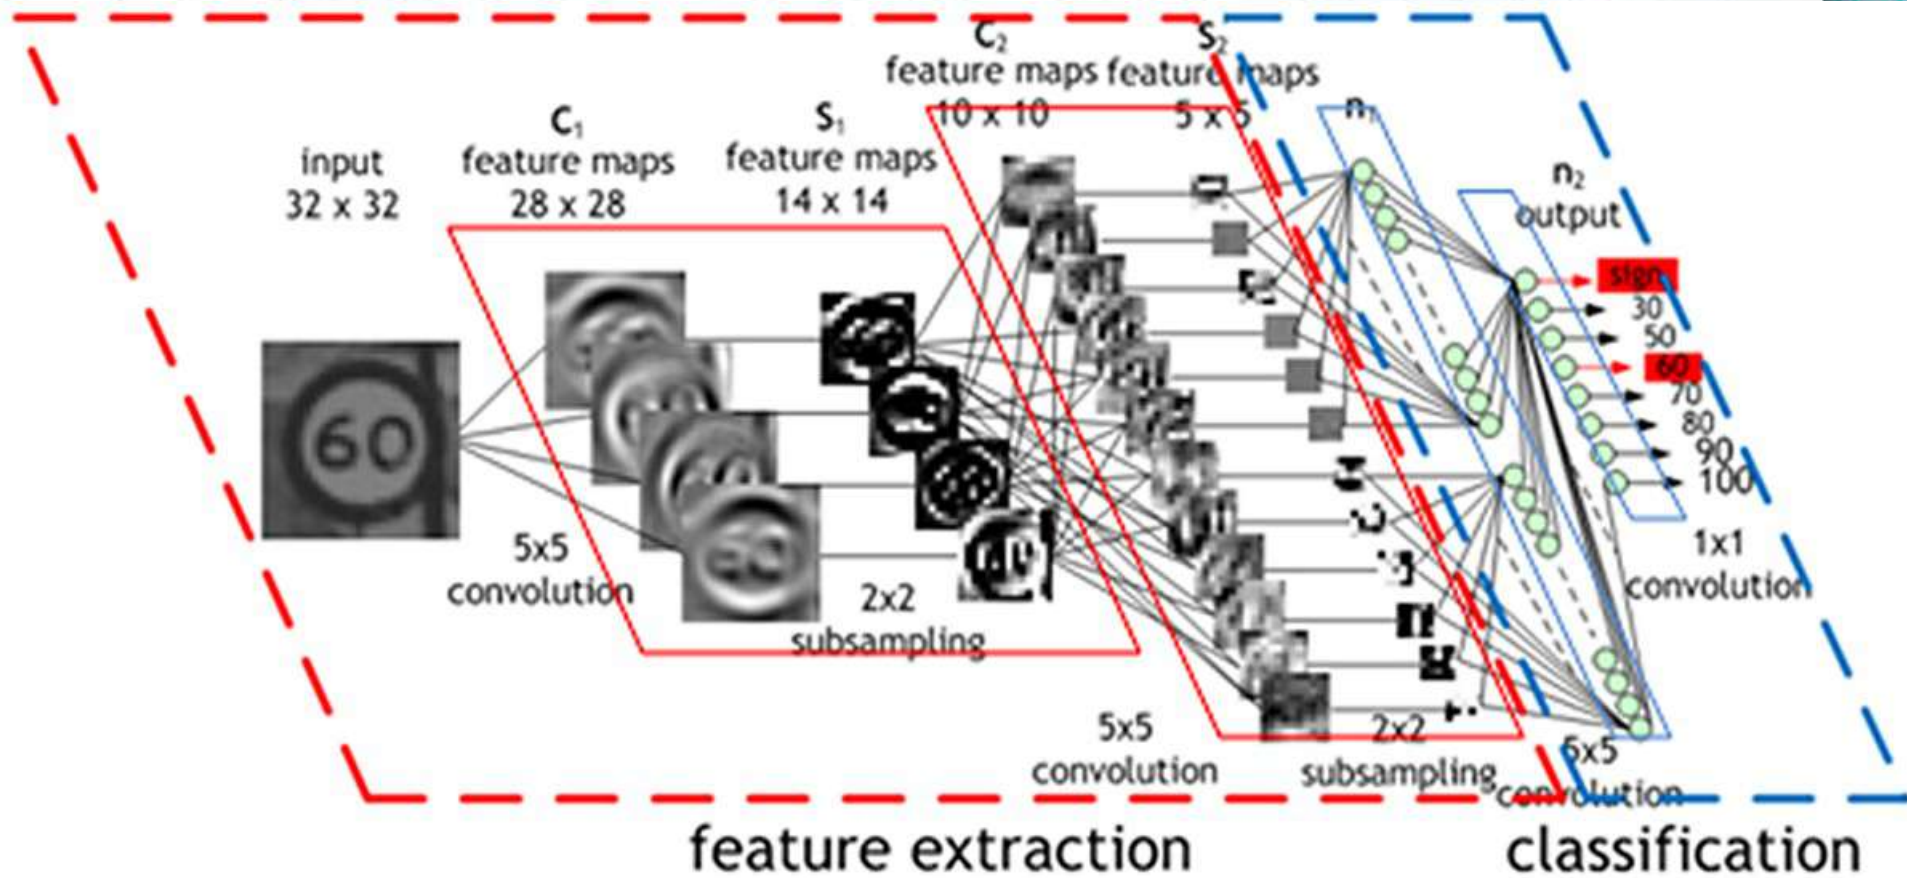 input
32 x 32
C₁
feature maps
28 x 28
S₁
feature maps
14 x 14
C₂
feature maps
10 x 10
S₂
feature maps
5 x 5
n₁
n₂
output
60
sign
30
50
60
70
80
90
100
5x5
convolution
2x2
subsampling
5x5
convolution
2x2
subsampling
5x5
convolution
1x1
convolution
feature extraction
classification